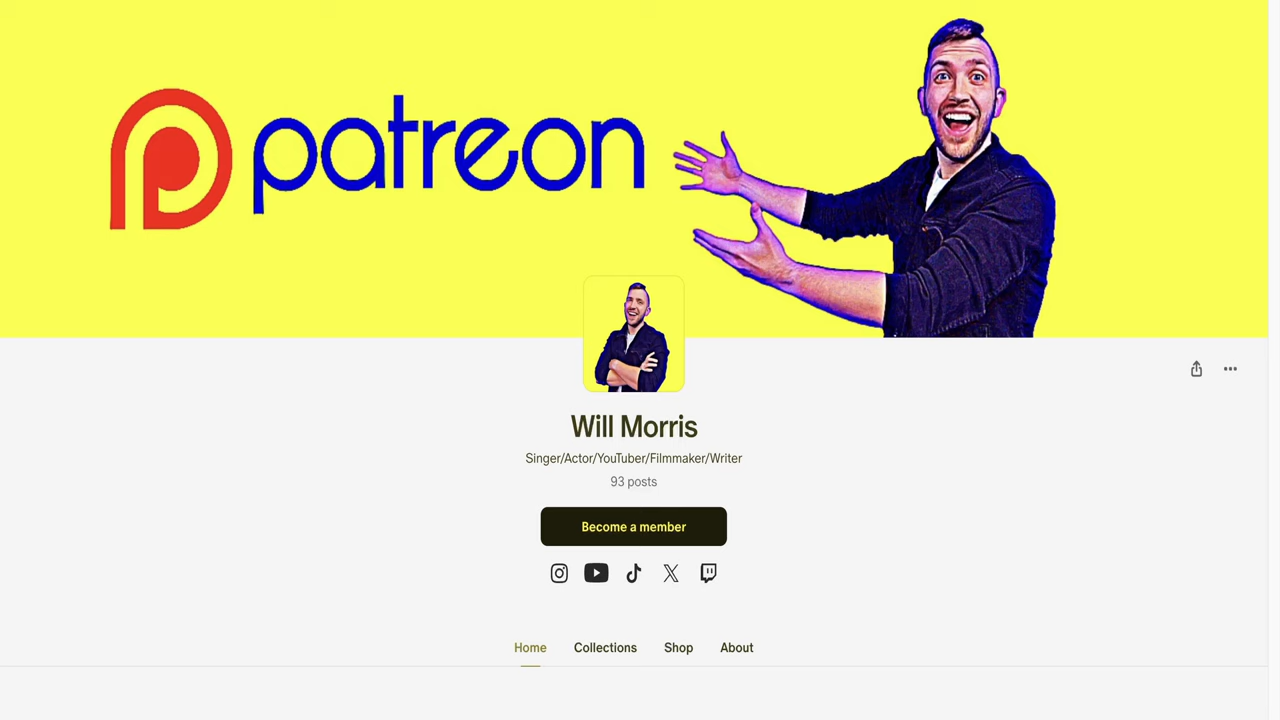 patreon
Will Morris
Singer/Actor/YouTuber/Filmmaker/Writer
93 posts
Become a member
Home Collections Shop About